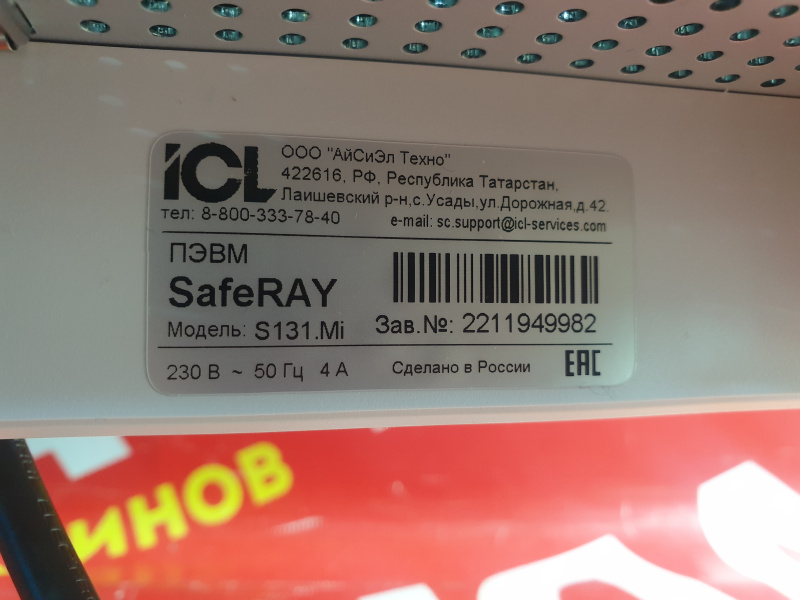 ICL
ООО "АйСиЭл Техно"
422616, РФ, Республика Татарстан,
Лаишевский р-н,с.Усады,ул.Дорожная,д.42.
тел: 8-800-333-78-40
e-mail: sc.support@icl-services.com
ПЭВМ
SafeRAY
Модель: S131.Mi
Зав.№: 2211949982
230 В ~ 50 Гц 4 А
Сделано в России
EAC
инов